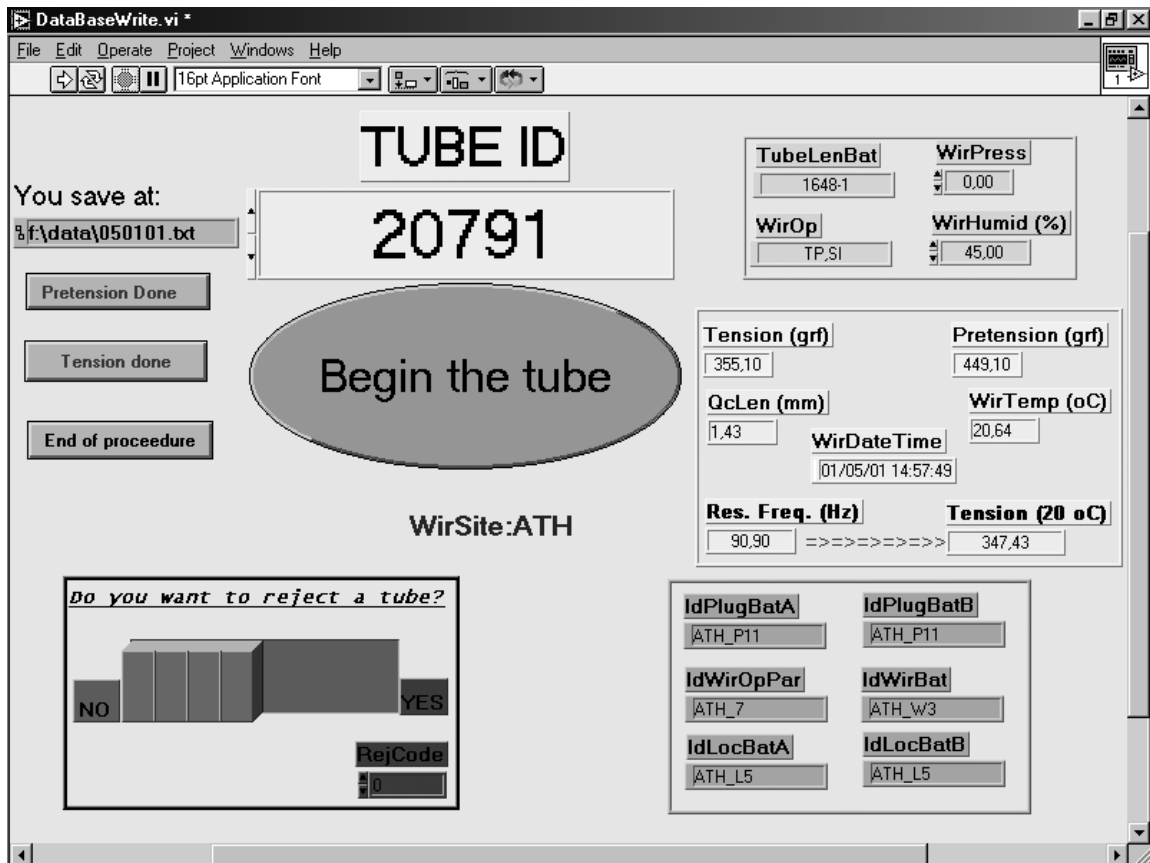 DataBaseWrite.vi *
File Edit Operate Project Windows Help
16pt Application Font
1
TUBE ID
You save at:
f:\data\050101.txt
20791
Pretension Done
Tension done
End of proceedure
Begin the tube
WirSite:ATH
TubeLenBat WirPress
1648-1 0,00
WirOp WirHumid (%)
TP,SI 45,00
Tension (grf) Pretension (grf)
355,10 449,10
QcLen (mm) WirTemp (oC)
1,43 20,64
WirDateTime
01/05/01 14:57:49
Res. Freq. (Hz) Tension (20 oC)
90,90 =>=>=>=>=>> 347,43
Do you want to reject a tube?
NO YES
RejCode
0
IdPlugBatA IdPlugBatB
ATH_P11 ATH_P11
IdWirOpPar IdWirBat
ATH_7 ATH_W3
IdLocBatA IdLocBatB
ATH_L5 ATH_L5